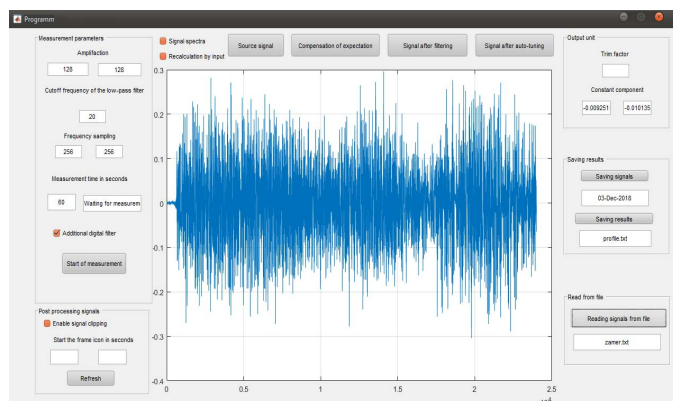 Programm
Measurement parameters
Amplifaction
128 128
Cutoff frequency of the low-pass filter
20
Frequency sampling
256 256
Measurement time in seconds
60 Waiting for measurem
Addtional digital filter
Start of measurement
Post processing signals
Enable signal clipping
Start the frame icon in seconds
Refresh
Signal spectra
Recalculation by input
Source signal
Compensation of expectation
Signal after filtering
Signal after auto-tuning
0.3
0.2
0.1
0
-0.1
-0.2
-0.3
-0.4
0 0.5 1 1.5 2 2.5
Output unit
Trim factor
Constant component
-0.009251 -0.010135
Saving results
Saving signals
03-Dec-2018
Saving results
profile.txt
Read from file
Reading signals from file
zamer.txt